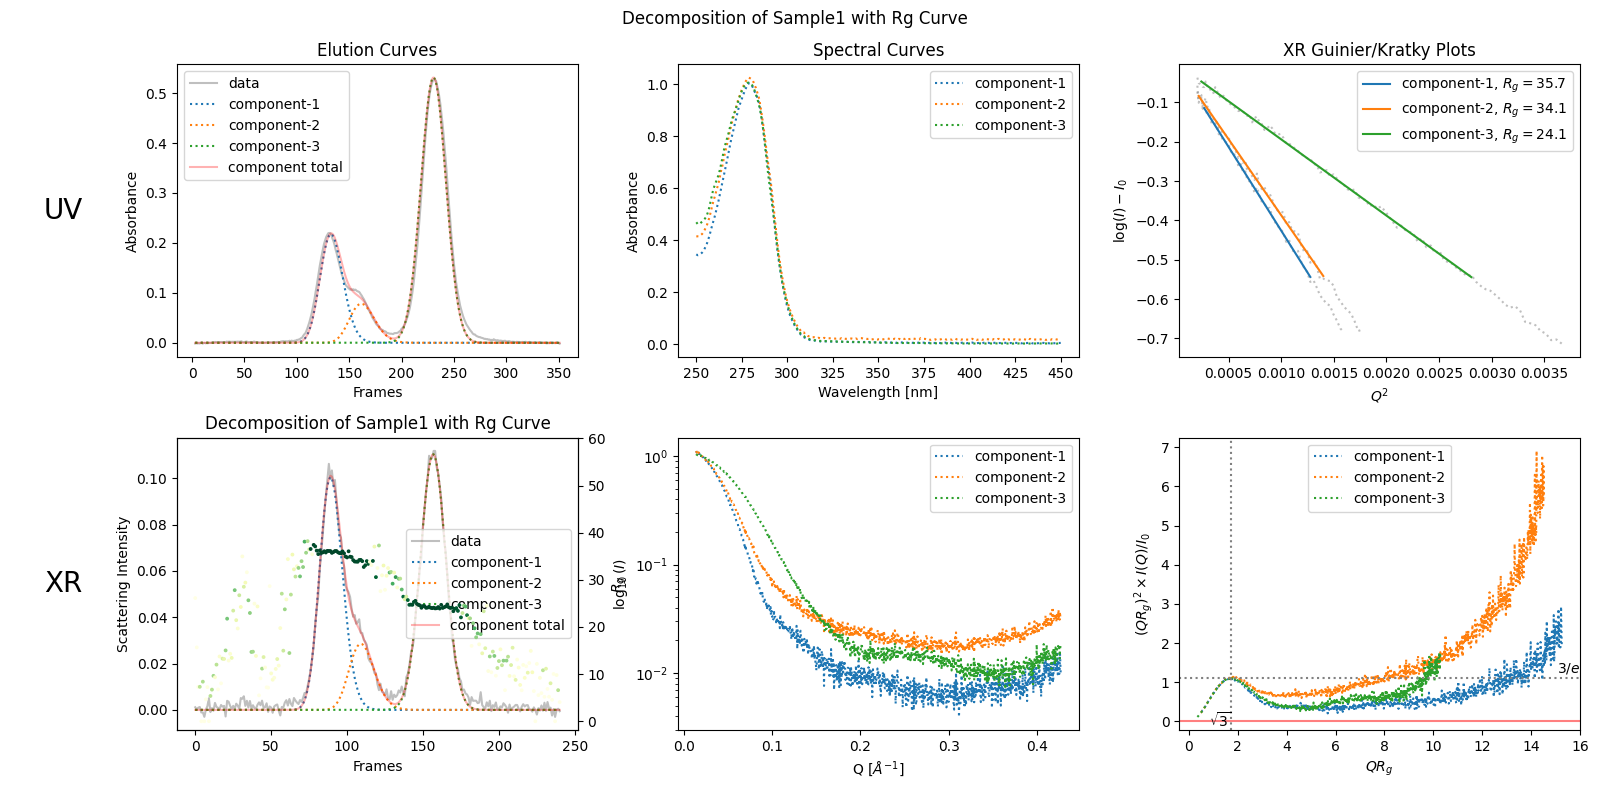 Decomposition of Sample1 with Rg Curve
UV
Elution Curves
data
component-1
component-2
component-3
component total
Absorbance
0.5
0.4
0.3
0.2
0.1
0.0
0 50 100 150 200 250 300 350
Frames
Spectral Curves
component-1
component-2
component-3
Absorbance
1.0
0.8
0.6
0.4
0.2
0.0
250 275 300 325 350 375 400 425 450
Wavelength [nm]
XR Guinier/Kratky Plots
component-1, R_g = 35.7
component-2, R_g = 34.1
component-3, R_g = 24.1
log(I) − I_0
−0.1
−0.2
−0.3
−0.4
−0.5
−0.6
−0.7
0.0005 0.0010 0.0015 0.0020 0.0025 0.0030 0.0035
Q²
XR
Decomposition of Sample1 with Rg Curve
data
component-1
component-2
component-3
component total
Scattering Intensity
0.10
0.08
0.06
0.04
0.02
0.00
0 50 100 150 200 250
Frames
60
50
40
30
20
10
0
component-1
component-2
component-3
10⁰
10⁻¹
10⁻²
0.0 0.1 0.2 0.3 0.4
Q [Å⁻¹]
component-1
component-2
component-3
(QR_g)² × I(Q)/I_0
7
6
5
4
3
2
1
0
3/e
√3
0 2 4 6 8 10 12 14 16
QR_g